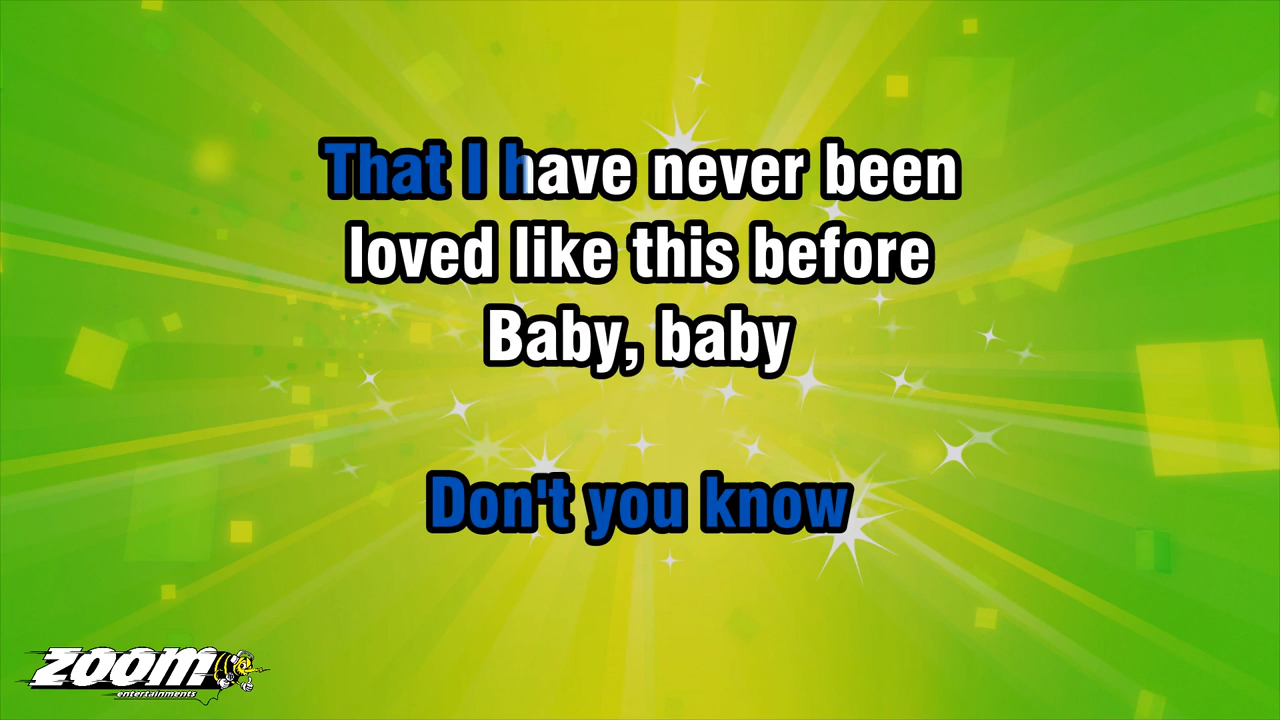 That I have never been
loved like this before
Baby, baby
Don't you know
zoom
entertainments